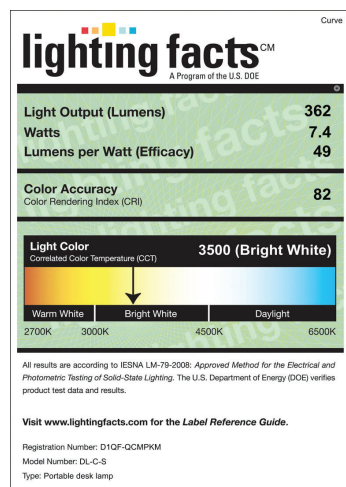 Curve
lighting facts CM
A Program of the U.S. DOE
Light Output (Lumens) 362
Watts 7.4
Lumens per Watt (Efficacy) 49
Color Accuracy
Color Rendering Index (CRI) 82
Light Color
Correlated Color Temperature (CCT) 3500 (Bright White)
Warm White Bright White Daylight
2700K 3000K 4500K 6500K
All results are according to IESNA LM-79-2008: Approved Method for the Electrical and
Photometric Testing of Solid-State Lighting. The U.S. Department of Energy (DOE) verifies
product test data and results.
Visit www.lightingfacts.com for the Label Reference Guide.
Registration Number: D1QF-QCMPKM
Model Number: DL-C-S
Type: Portable desk lamp